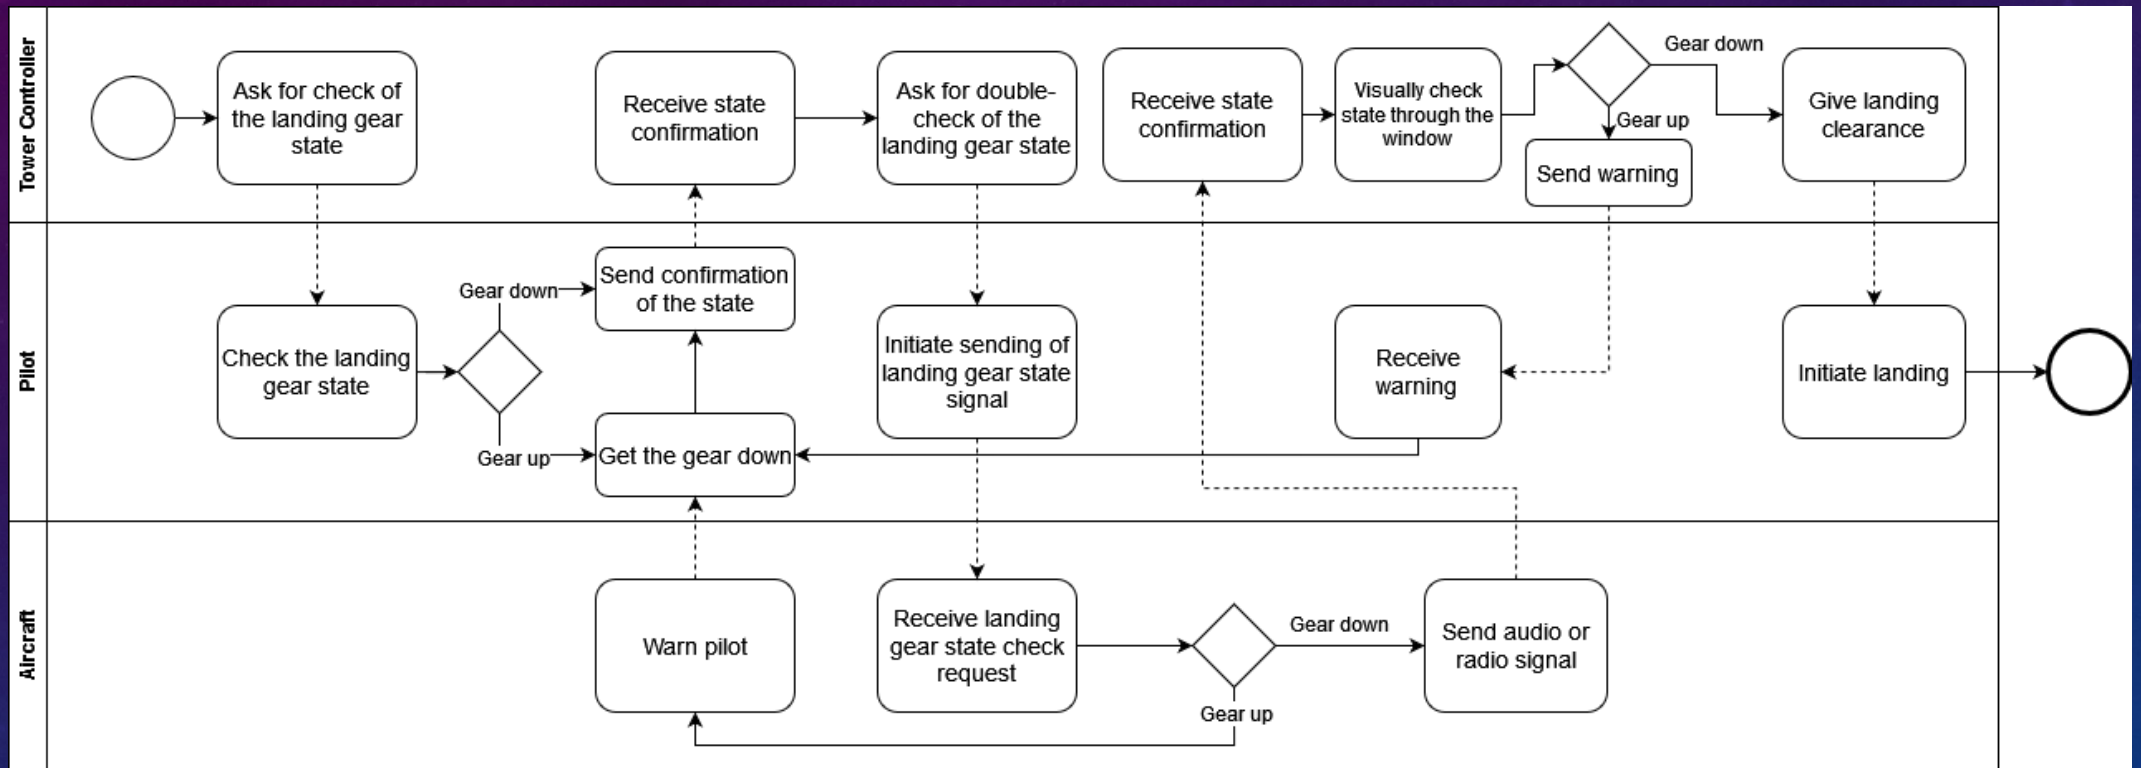 Tower Controller
Ask for check of
the landing gear
state
Receive state
confirmation
Ask for double-
check of the
landing gear state
Receive state
confirmation
Visually check
state through the
window
Gear down
Gear up
Send warning
Give landing
clearance
Pilot
Check the landing
gear state
Gear down
Gear up
Send confirmation
of the state
Get the gear down
Initiate sending of
landing gear state
signal
Receive
warning
Initiate landing
Aircraft
Warn pilot
Receive landing
gear state check
request
Gear down
Gear up
Send audio or
radio signal